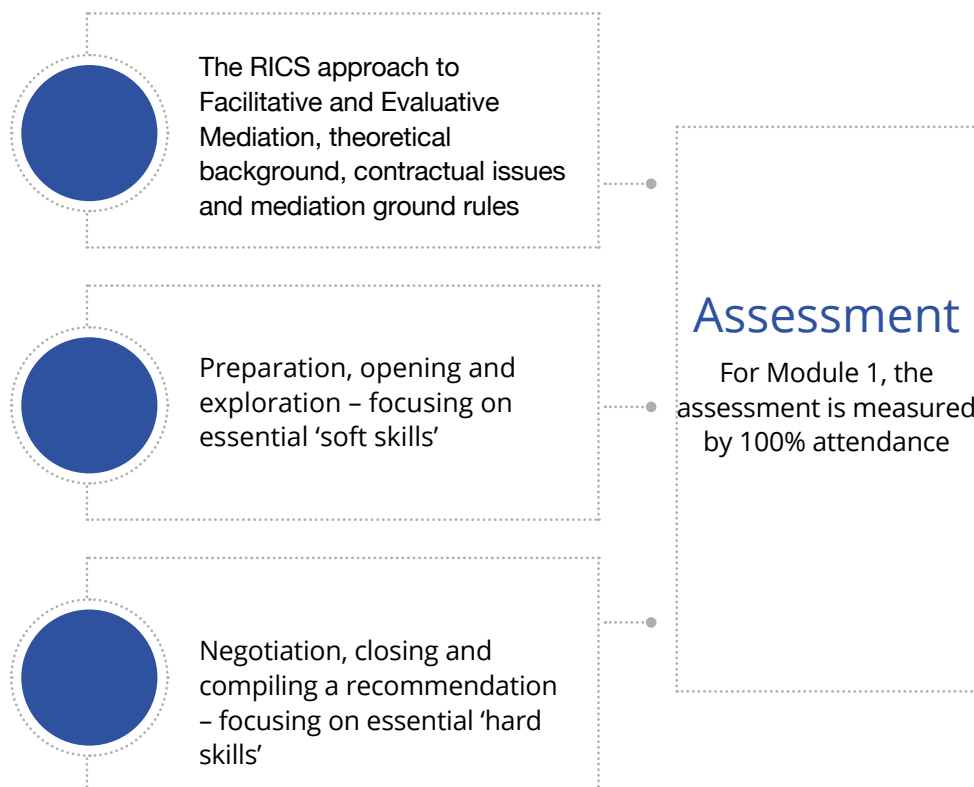 The RICS approach to
Facilitative and Evaluative
Mediation, theoretical
background, contractual issues
and mediation ground rules
Preparation, opening and
exploration – focusing on
essential ‘soft skills’
Negotiation, closing and
compiling a recommendation
– focusing on essential ‘hard
skills’
Assessment
For Module 1, the
assessment is measured
by 100% attendance